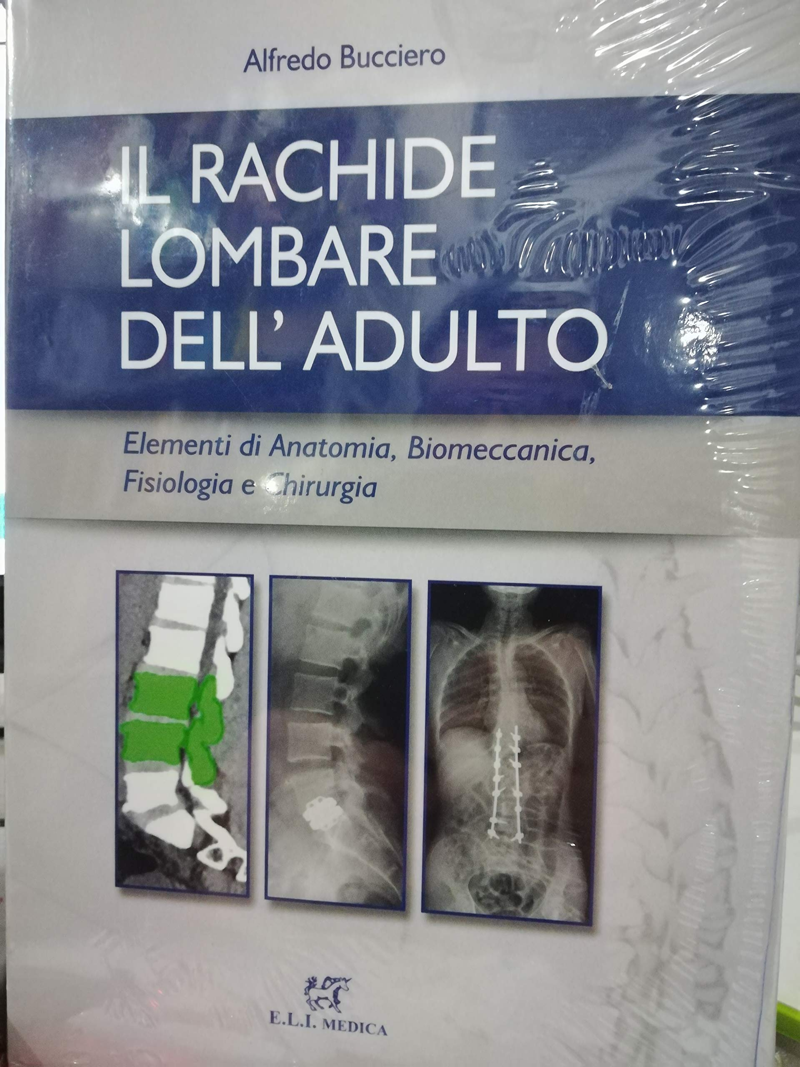 Alfredo Bucciero
IL RACHIDE
LOMBARE
DELL' ADULTO
Elementi di Anatomia, Biomeccanica,
Fisiologia e Chirurgia
E.L.I. MEDICA